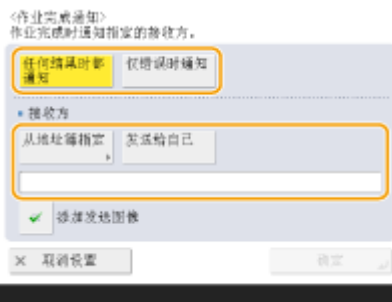 <作业完成通知>
作业完成时通知指定的接收方。
任何结果时都
通知
仅错误时通知
▪ 接收方
从地址簿指定
发送给自己
添加发送图像
× 取消设置
确定